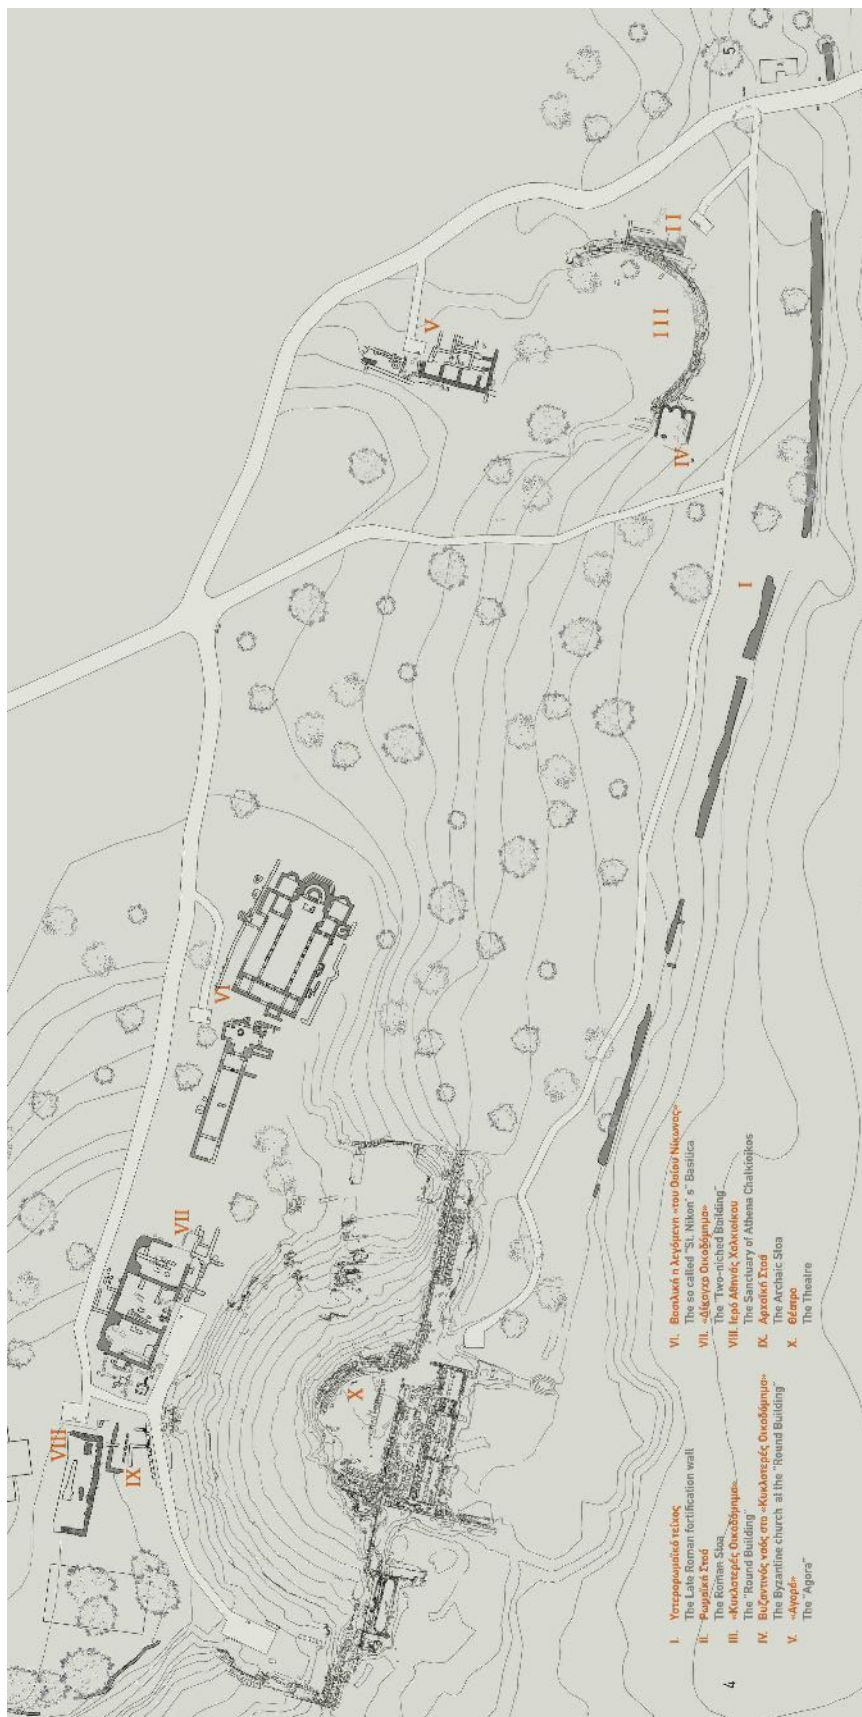 I. Υστερορωμαϊκό τείχος
The Late Roman fortification wall
II. Ρωμαϊκή Στοά
The Roman Stoa
III. «Κυκλοτερές Οικοδόμημα»
The "Round Building"
IV. Βυζαντινός ναός στο «Κυκλοτερές Οικοδόμημα»
The Byzantine church at the "Round Building"
V. «Αγορά»
The "Agora"
VI. Βασιλική η λεγόμενη «του Οσίου Νίκωνος»
The so called "St. Nikon's" Basilica
VII. «Δίκογχο Οικοδόμημα»
The "Two-niched Building"
VIII. Ιερό Αθηνάς Χαλκιοίκου
The Sanctuary of Athena Chalkioikos
IX. Αρχαϊκή Στοά
The Archaic Stoa
X. Θέατρο
The Theatre
VIII
IX
VII
X
VI
I
V
IV
III
II
4
5